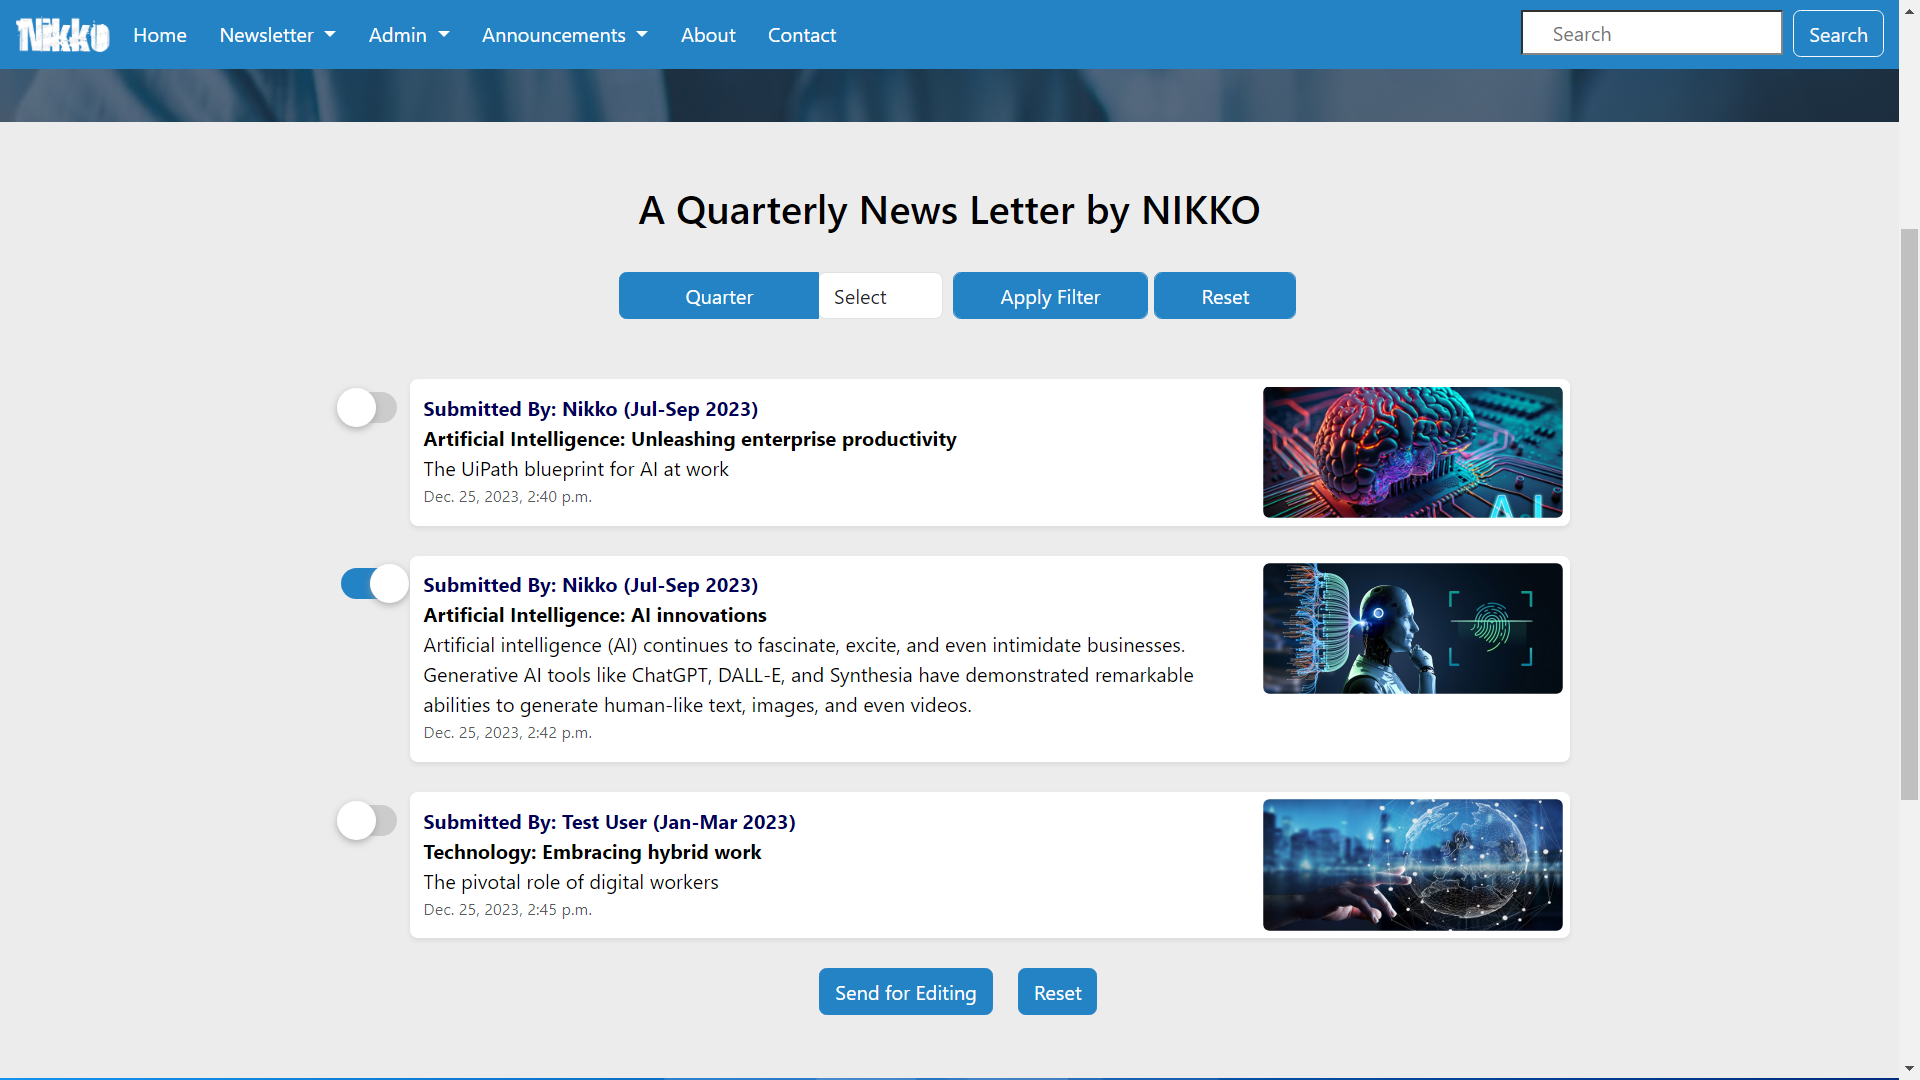 Nikko Home Newsletter Admin Announcements About Contact Search Search
A Quarterly News Letter by NIKKO
Quarter Select Apply Filter Reset
Submitted By: Nikko (Jul-Sep 2023)
Artificial Intelligence: Unleashing enterprise productivity
The UiPath blueprint for AI at work
Dec. 25, 2023, 2:40 p.m.
AI
Submitted By: Nikko (Jul-Sep 2023)
Artificial Intelligence: AI innovations
Artificial intelligence (AI) continues to fascinate, excite, and even intimidate businesses.
Generative AI tools like ChatGPT, DALL-E, and Synthesia have demonstrated remarkable
abilities to generate human-like text, images, and even videos.
Dec. 25, 2023, 2:42 p.m.
Submitted By: Test User (Jan-Mar 2023)
Technology: Embracing hybrid work
The pivotal role of digital workers
Dec. 25, 2023, 2:45 p.m.
Send for Editing Reset